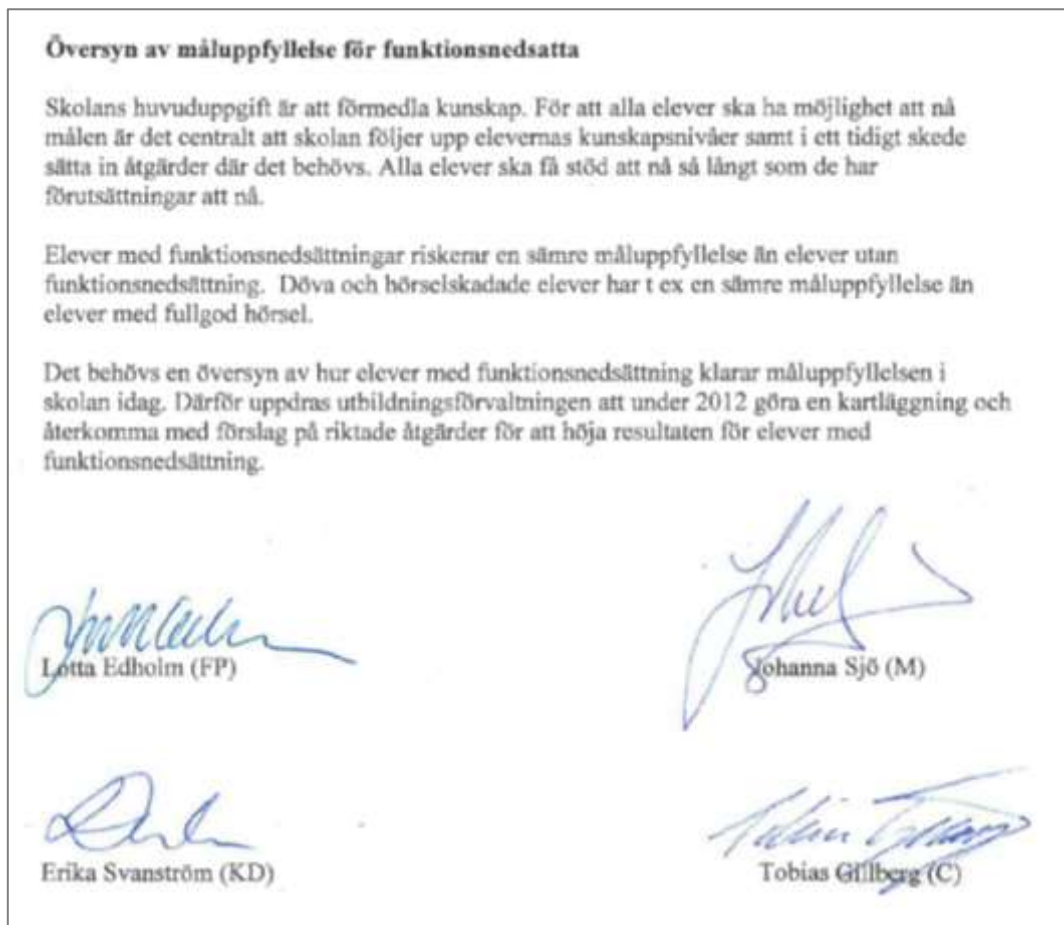 Översyn av måluppfyllelse för funktionsnedsatta
Skolans huvuduppgift är att förmedla kunskap. För att alla elever ska ha möjlighet att nå
målen är det centralt att skolan följer upp elevernas kunskapsnivåer samt i ett tidigt skede
sätta in åtgärder där det behövs. Alla elever ska få stöd att nå så långt som de har
förutsättningar att nå.
Elever med funktionsnedsättningar riskerar en sämre måluppfyllelse än elever utan
funktionsnedsättning.  Döva och hörselskadade elever har t ex en sämre måluppfyllelse än
elever med fullgod hörsel.
Det behövs en översyn av hur elever med funktionsnedsättning klarar måluppfyllelsen i
skolan idag. Därför uppdras utbildningsförvaltningen att under 2012 göra en kartläggning och
återkomma med förslag på riktade åtgärder för att höja resultaten för elever med
funktionsnedsättning.
Lotta Edholm (FP)
Johanna Sjö (M)
Erika Svanström (KD)
Tobias Gillberg (C)